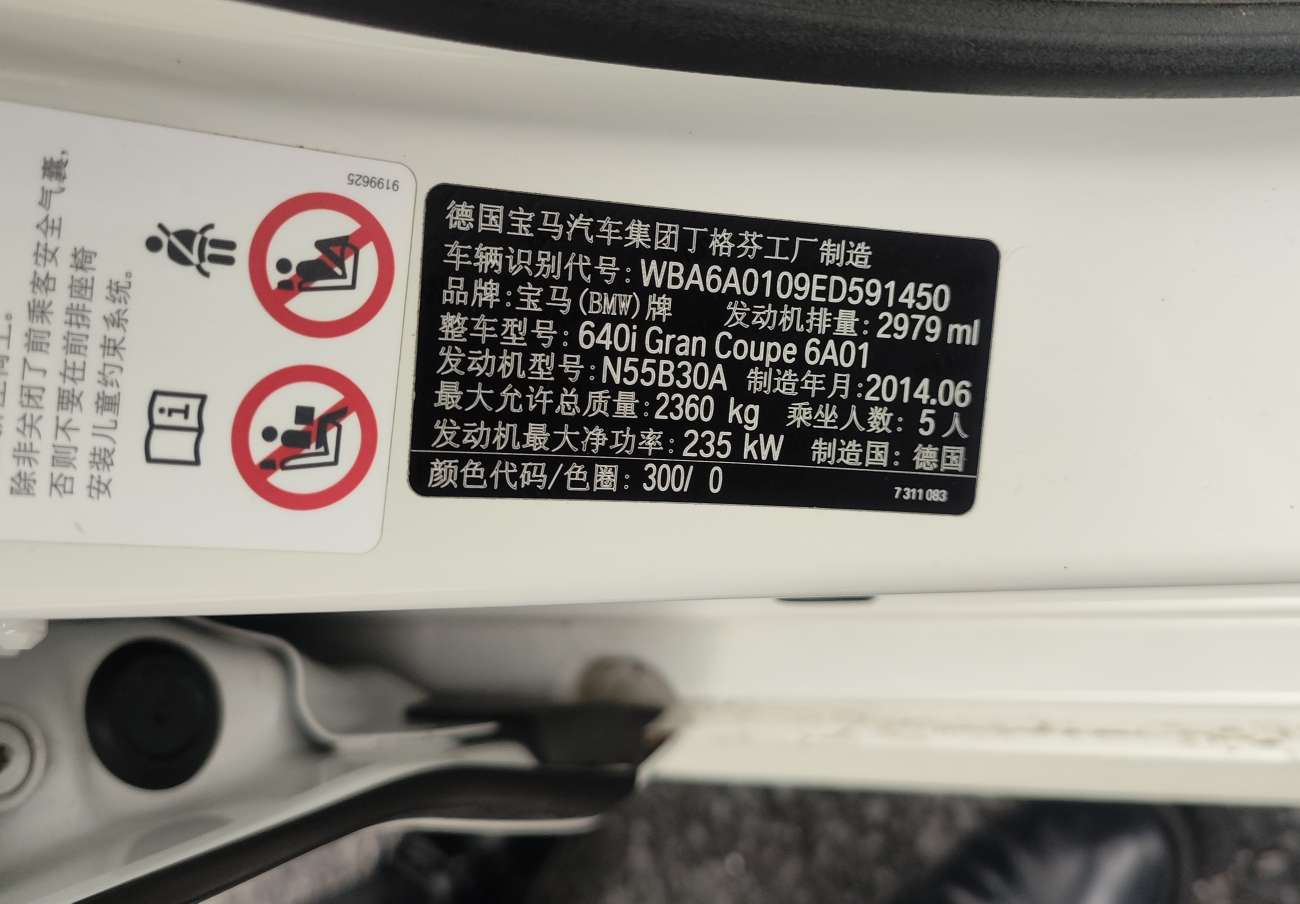 9199625
除非关闭了前乘客安全气囊,
否则不要在前排座椅
安装儿童约束系统。
德国宝马汽车集团丁格芬工厂制造
车辆识别代号: WBA6A0109ED591450
品牌:宝马(BMW)牌 发动机排量: 2979 ml
整车型号: 640i Gran Coupe 6A01
发动机型号: N55B30A 制造年月:2014.06
最大允许总质量: 2360 kg 乘坐人数: 5 人
发动机最大净功率: 235 kW 制造国: 德国
颜色代码/色圈: 300/ 0 7 311 083